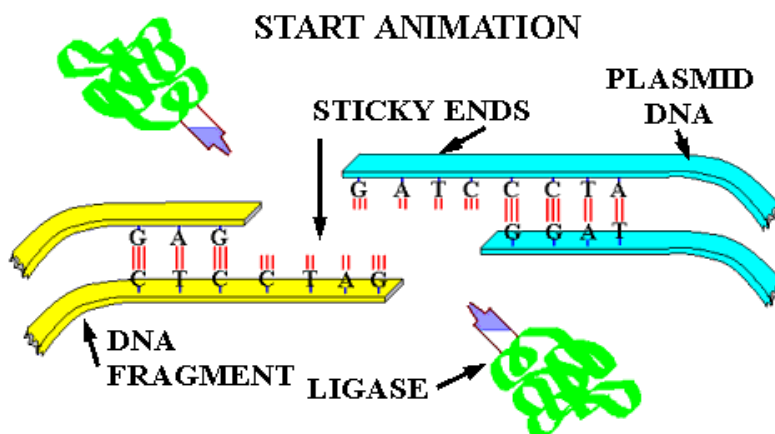 START ANIMATION
PLASMID
DNA
STICKY ENDS
G A T C C C T A
G G A T
G A G
C T C C T A G
DNA
FRAGMENT
LIGASE